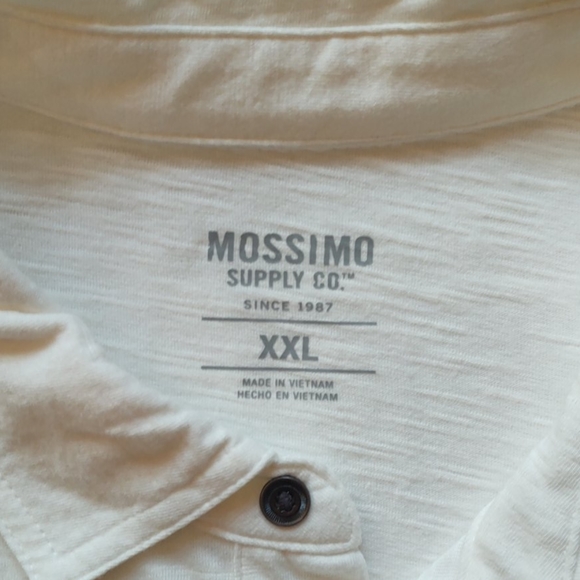 MOSSIMO
SUPPLY CO.™
SINCE 1987
XXL
MADE IN VIETNAM
HECHO EN VIETNAM